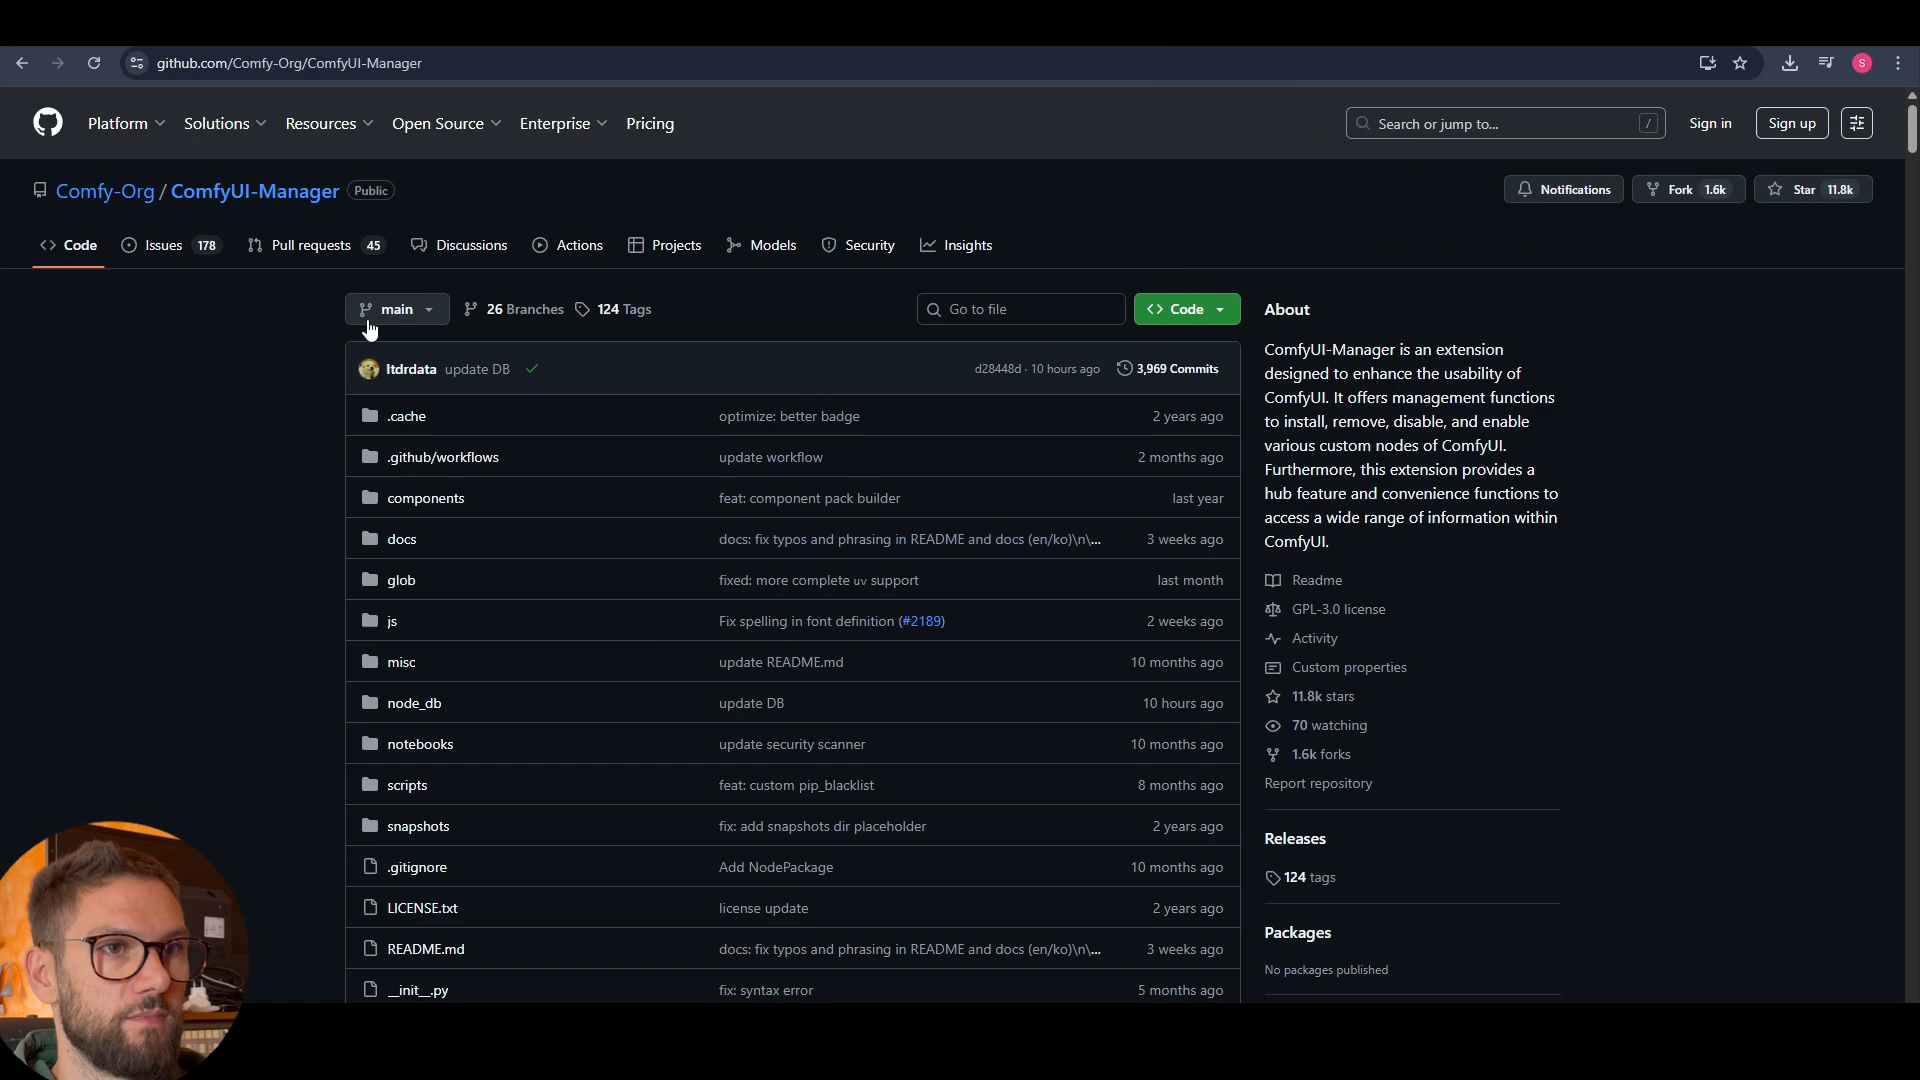 github.com/Comfy-Org/ComfyUI-Manager
S
Platform Solutions Resources Open Source Enterprise Pricing
Search or jump to... /
Sign in
Sign up
Comfy-Org / ComfyUI-Manager Public
Notifications
Fork 1.6k
Star 11.8k
Code
Issues 178
Pull requests 45
Discussions
Actions
Projects
Models
Security
Insights
main
26 Branches
124 Tags
Go to file
Code
ltdrdata update DB d28448d · 10 hours ago 3,969 Commits
.cache optimize: better badge 2 years ago
.github/workflows update workflow 2 months ago
components feat: component pack builder last year
docs docs: fix typos and phrasing in README and docs (en/ko)\n\... 3 weeks ago
glob fixed: more complete uv support last month
js Fix spelling in font definition (#2189) 2 weeks ago
misc update README.md 10 months ago
node_db update DB 10 hours ago
notebooks update security scanner 10 months ago
scripts feat: custom pip_blacklist 8 months ago
snapshots fix: add snapshots dir placeholder 2 years ago
.gitignore Add NodePackage 10 months ago
LICENSE.txt license update 2 years ago
README.md docs: fix typos and phrasing in README and docs (en/ko)\n\... 3 weeks ago
__init__.py fix: syntax error 5 months ago
About
ComfyUI-Manager is an extension
designed to enhance the usability of
ComfyUI. It offers management functions
to install, remove, disable, and enable
various custom nodes of ComfyUI.
Furthermore, this extension provides a
hub feature and convenience functions to
access a wide range of information within
ComfyUI.
Readme
GPL-3.0 license
Activity
Custom properties
11.8k stars
70 watching
1.6k forks
Report repository
Releases
124 tags
Packages
No packages published